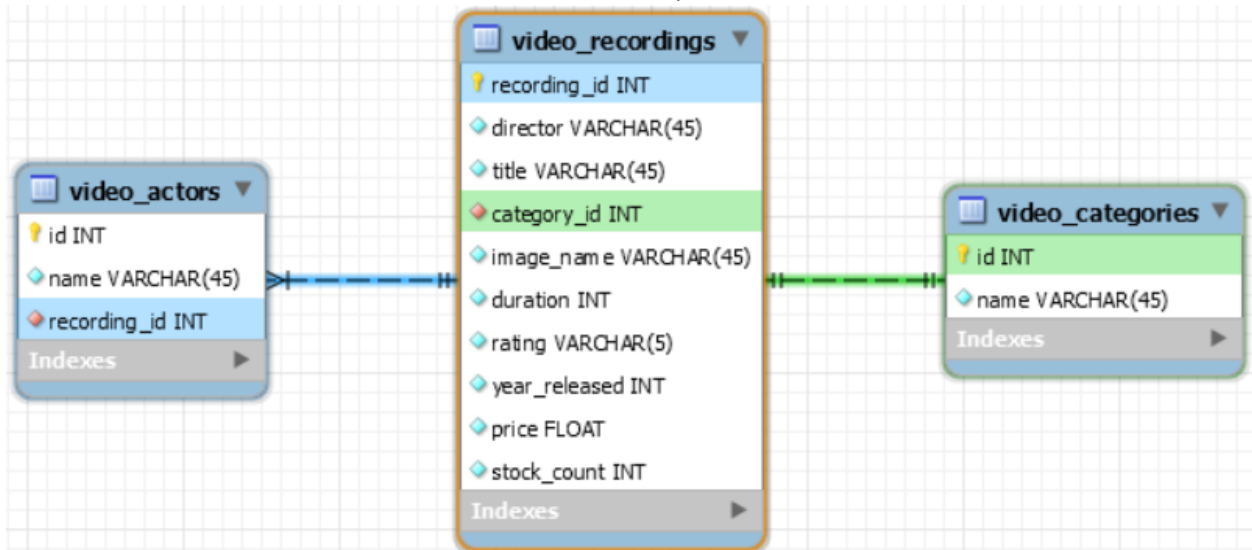 video_actors
id INT
name VARCHAR(45)
recording_id INT
Indexes
video_recordings
recording_id INT
director VARCHAR(45)
title VARCHAR(45)
category_id INT
image_name VARCHAR(45)
duration INT
rating VARCHAR(5)
year_released INT
price FLOAT
stock_count INT
Indexes
video_categories
id INT
name VARCHAR(45)
Indexes